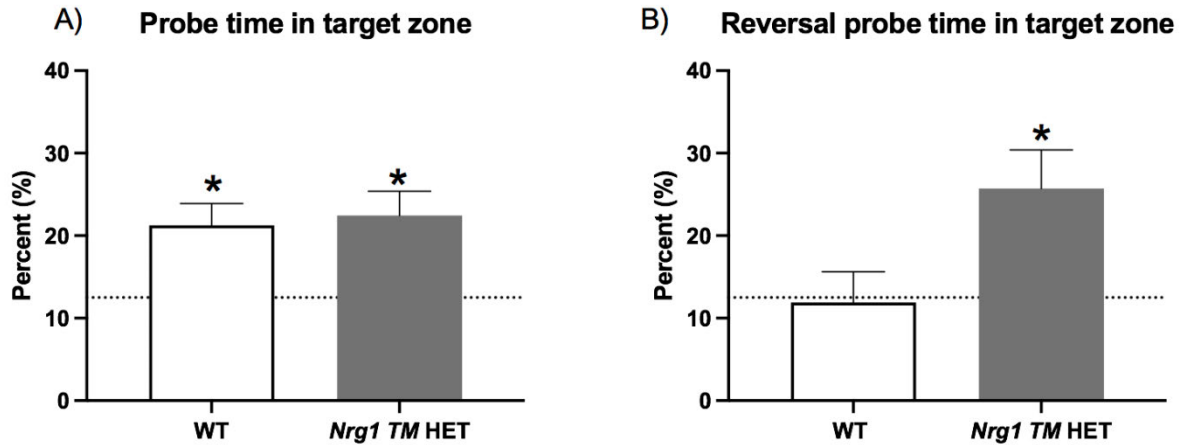 A) Probe time in target zone
Percent (%)
40
30
20
10
0
*
*
WT
Nrg1 TM HET
B) Reversal probe time in target zone
Percent (%)
40
30
20
10
0
*
WT
Nrg1 TM HET